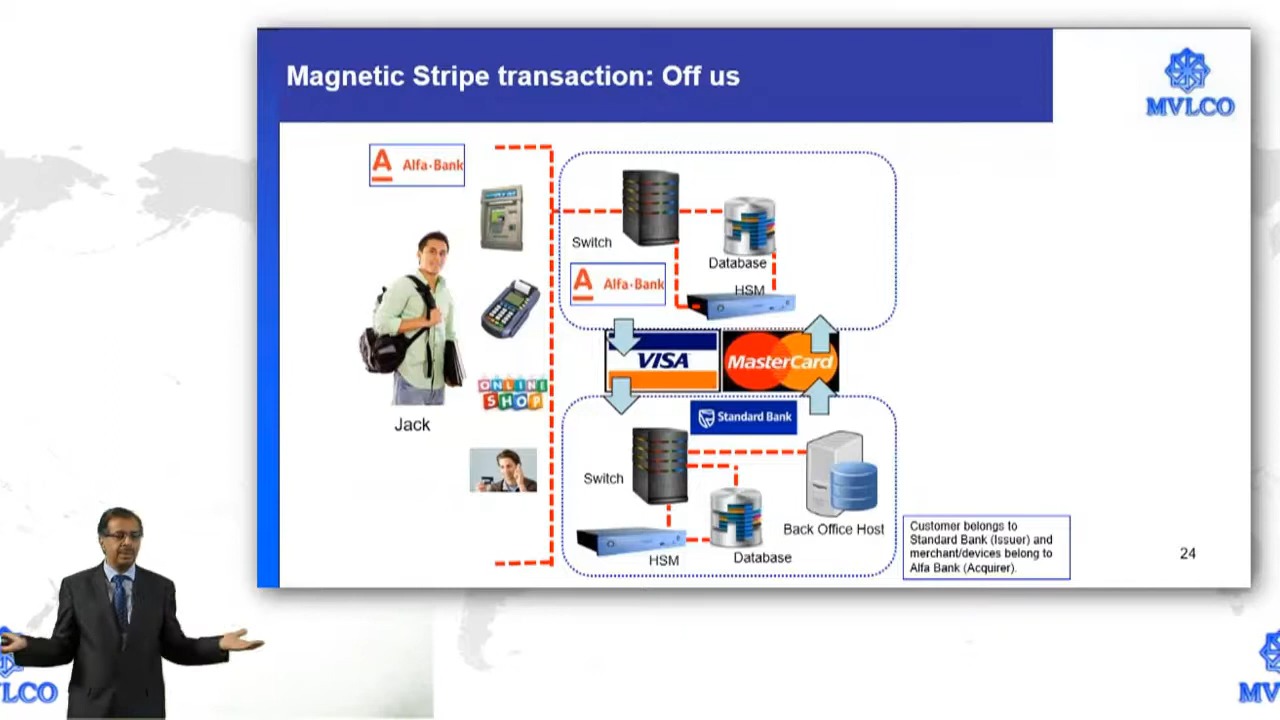 Magnetic Stripe transaction: Off us
MVLCO
A Alfa·Bank
Switch
Database
HSM
A Alfa·Bank
VISA
MasterCard
ONLINE
SHOP
Jack
Standard Bank
Switch
Back Office Host
HSM
Database
Customer belongs to
Standard Bank (Issuer) and
merchant/devices belong to
Alfa Bank (Acquirer).
24
VLCO
MV